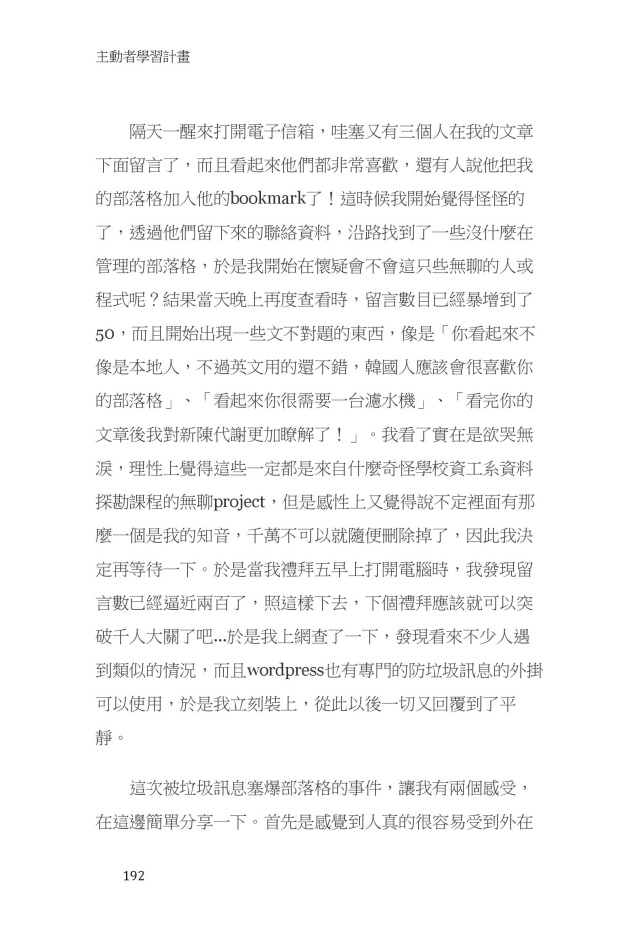 主動者學習計畫
隔天一醒來打開電子信箱，哇塞又有三個人在我的文章
下面留言了，而且看起來他們都非常喜歡，還有人說他把我
的部落格加入他的bookmark了！這時候我開始覺得怪怪的
了，透過他們留下來的聯絡資料，沿路找到了一些沒什麼在
管理的部落格，於是我開始在懷疑會不會這只些無聊的人或
程式呢？結果當天晚上再度查看時，留言數目已經暴增到了
50，而且開始出現一些文不對題的東西，像是「你看起來不
像是本地人，不過英文用的還不錯，韓國人應該會很喜歡你
的部落格」、「看起來你很需要一台濾水機」、「看完你的
文章後我對新陳代謝更加瞭解了！」。我看了實在是欲哭無
淚，理性上覺得這些一定都是來自什麼奇怪學校資工系資料
探勘課程的無聊project，但是感性上又覺得說不定裡面有那
麼一個是我的知音，千萬不可以就隨便刪除掉了，因此我決
定再等待一下。於是當我禮拜五早上打開電腦時，我發現留
言數已經逼近兩百了，照這樣下去，下個禮拜應該就可以突
破千人大關了吧...於是我上網查了一下，發現看來不少人遇
到類似的情況，而且wordpress也有專門的防垃圾訊息的外掛
可以使用，於是我立刻裝上，從此以後一切又回覆到了平
靜。
這次被垃圾訊息塞爆部落格的事件，讓我有兩個感受，
在這邊簡單分享一下。首先是感覺到人真的很容易受到外在
192